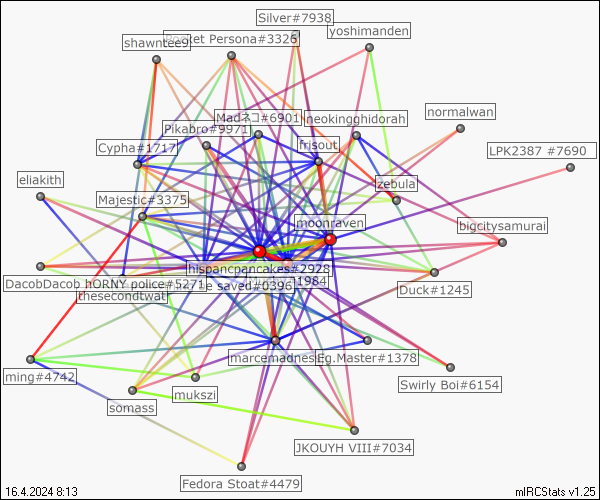 Silver#7938
yoshimanden
shawntee9
Pocket Persona#3326
Madネコ#6901
neokingghidorah
normalwan
Pikabro#9971
Cypha#1717
frisout
LPK2387 #7690
eliakith
zebula
Majestic#3375
moonraven
bigcitysamurai
hispancpancakes#2928
DacobDacob hORNY police#5271
e saved#0396
1984
Duck#1245
thesecondtwat
marcemadness
Eg.Master#1378
ming#4742
Swirly Boi#6154
mukszi
somass
JKOUYH VIII#7034
Fedora Stoat#4479
16.4.2024 8:13
mIRCStats v1.25